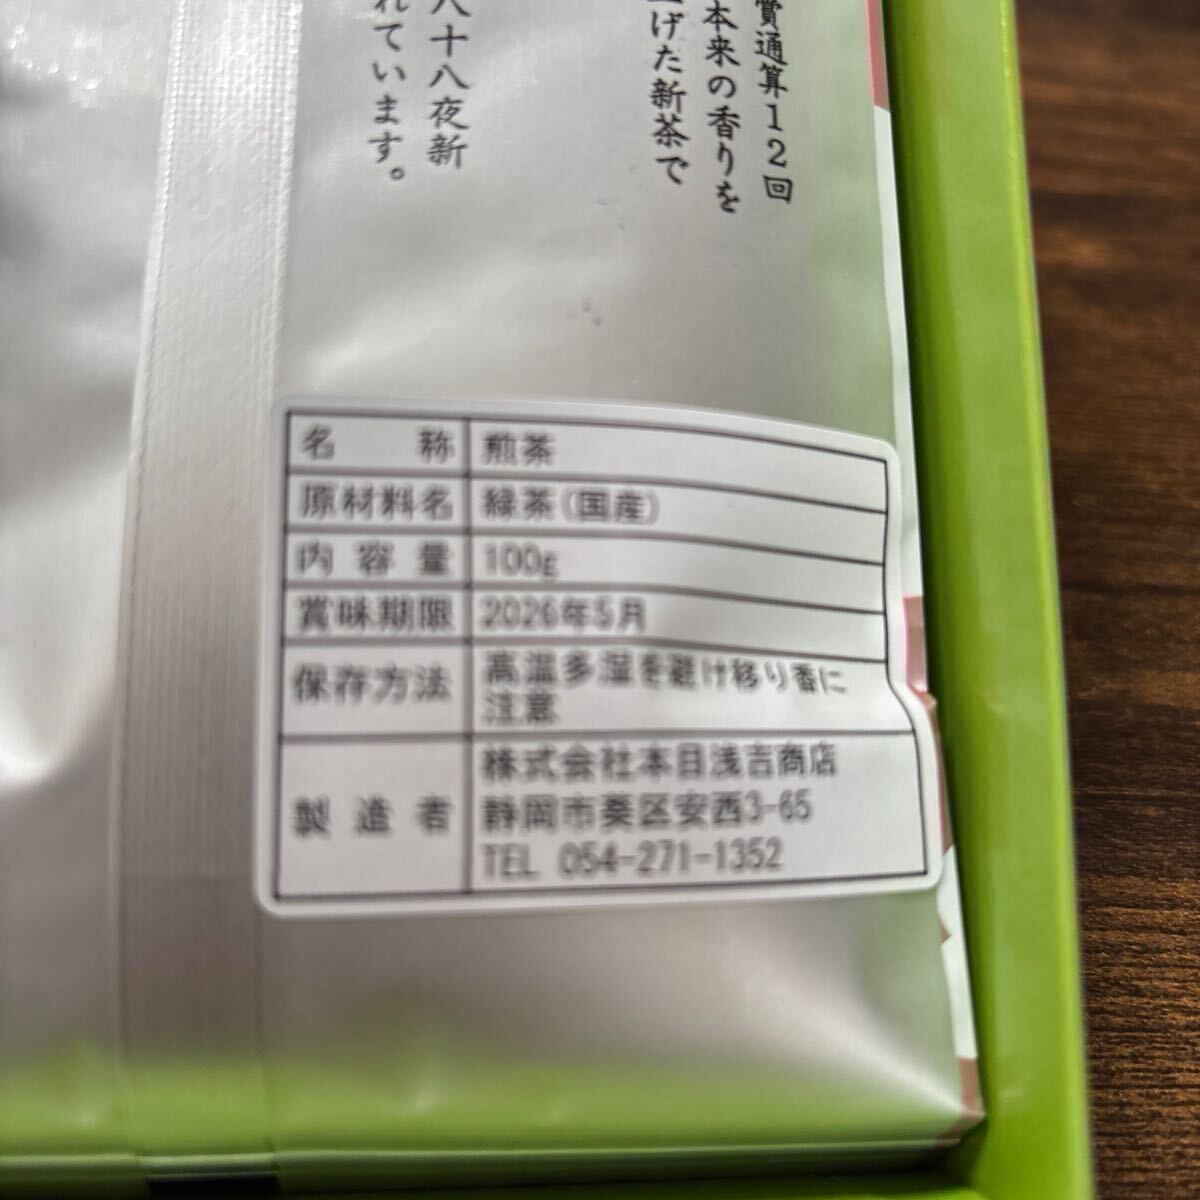 賞通算12回
本来の香りを
げた新茶で
八十八夜新
れています。
名称 煎茶
原材料名 緑茶(国産)
内容量 100g
賞味期限 2026年5月
保存方法 高温多湿を避け移り香に
注意
製造者 株式会社本目浅吉商店
静岡市葵区安西3-65
TEL 054-271-1352